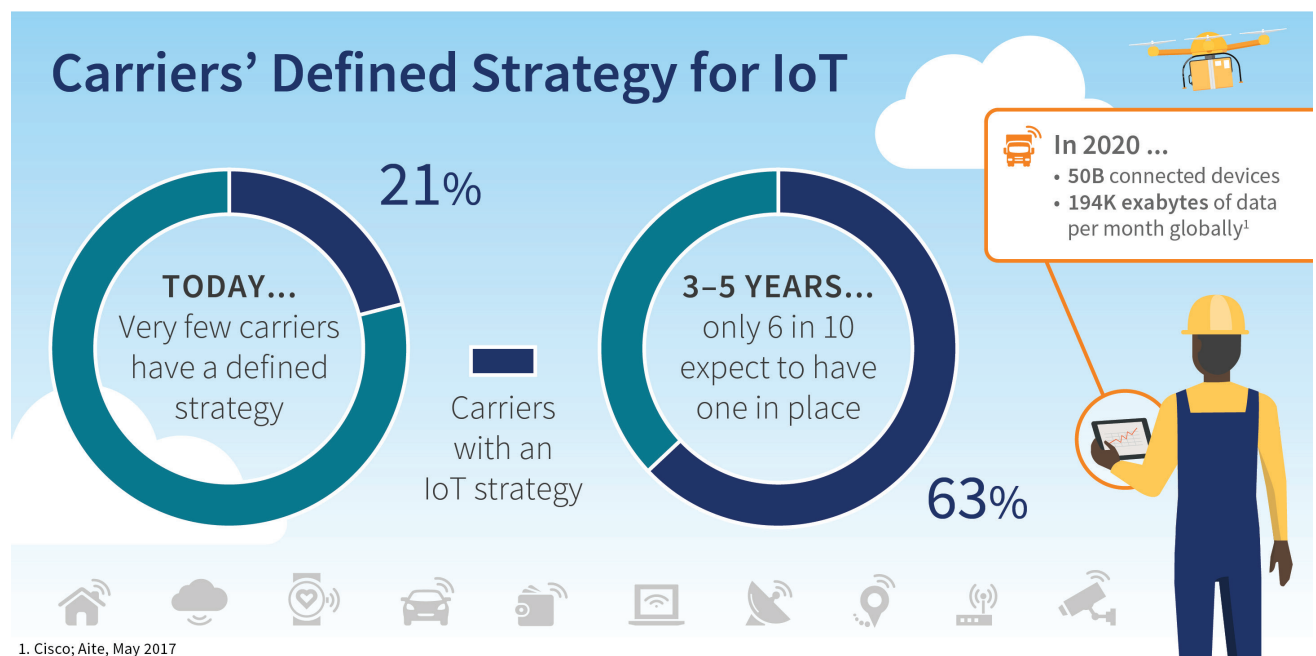 Carriers’ Defined Strategy for IoT
21%
TODAY...
Very few carriers
have a defined
strategy
Carriers
with an
IoT strategy
3–5 YEARS...
only 6 in 10
expect to have
one in place
63%
In 2020 ...
• 50B connected devices
• 194K exabytes of data
per month globally¹
1. Cisco; Aite, May 2017